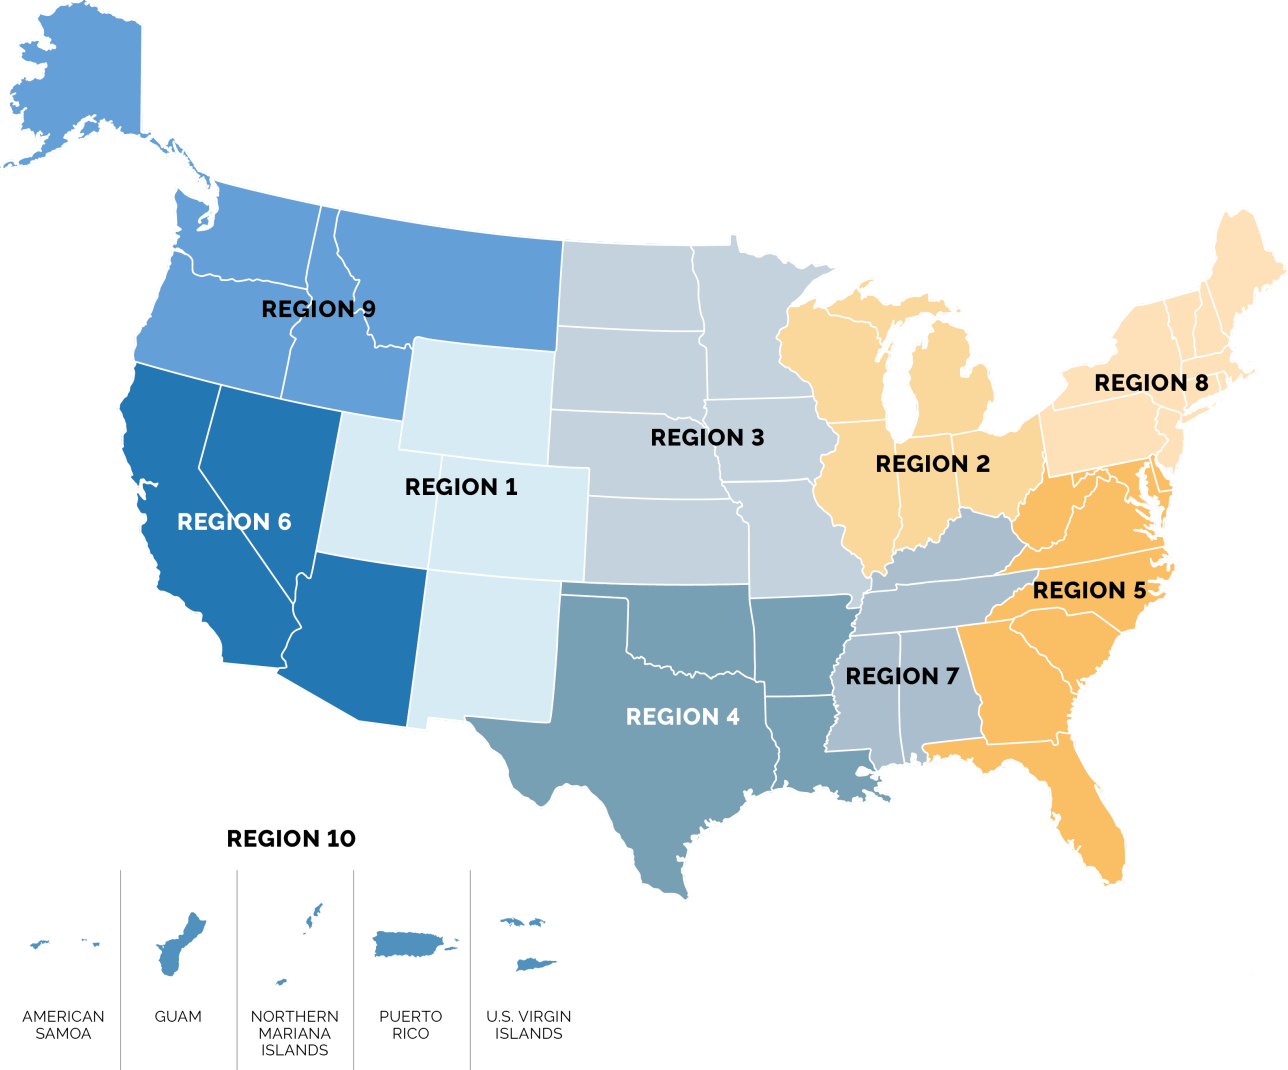 REGION 9
REGION 8
REGION 3
REGION 2
REGION 1
REGION 6
REGION 5
REGION 7
REGION 4
REGION 10
AMERICAN
SAMOA
GUAM
NORTHERN
MARIANA
ISLANDS
PUERTO
RICO
U.S. VIRGIN
ISLANDS